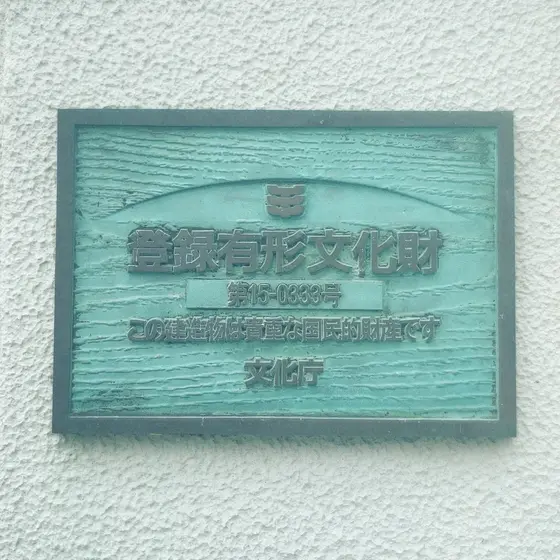 登録有形文化財
第15-0333号
この建造物は貴重な国民的財産です
文化庁